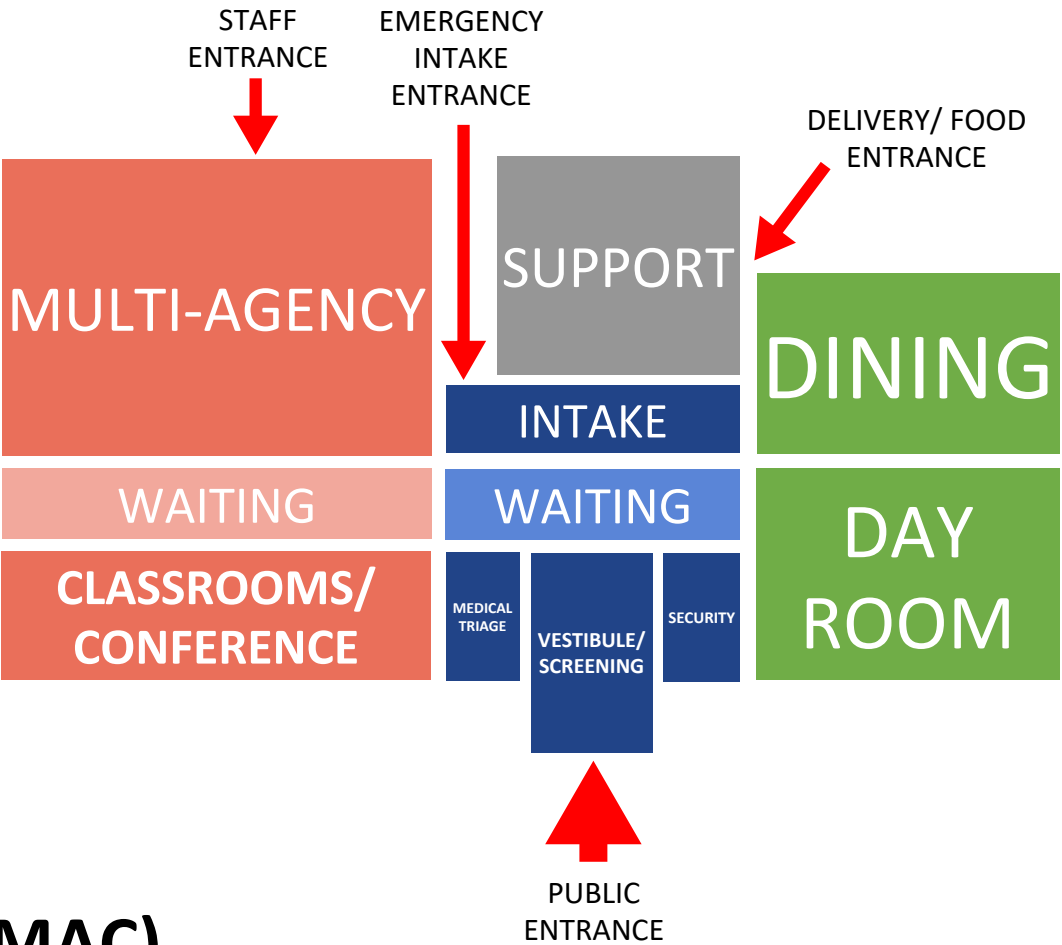 STAFF
ENTRANCE
EMERGENCY
INTAKE
ENTRANCE
DELIVERY/ FOOD
ENTRANCE
MULTI-AGENCY
SUPPORT
DINING
INTAKE
WAITING
WAITING
DAY
ROOM
CLASSROOMS/
CONFERENCE
MEDICAL
TRIAGE
VESTIBULE/
SCREENING
SECURITY
PUBLIC
ENTRANCE
MAC)